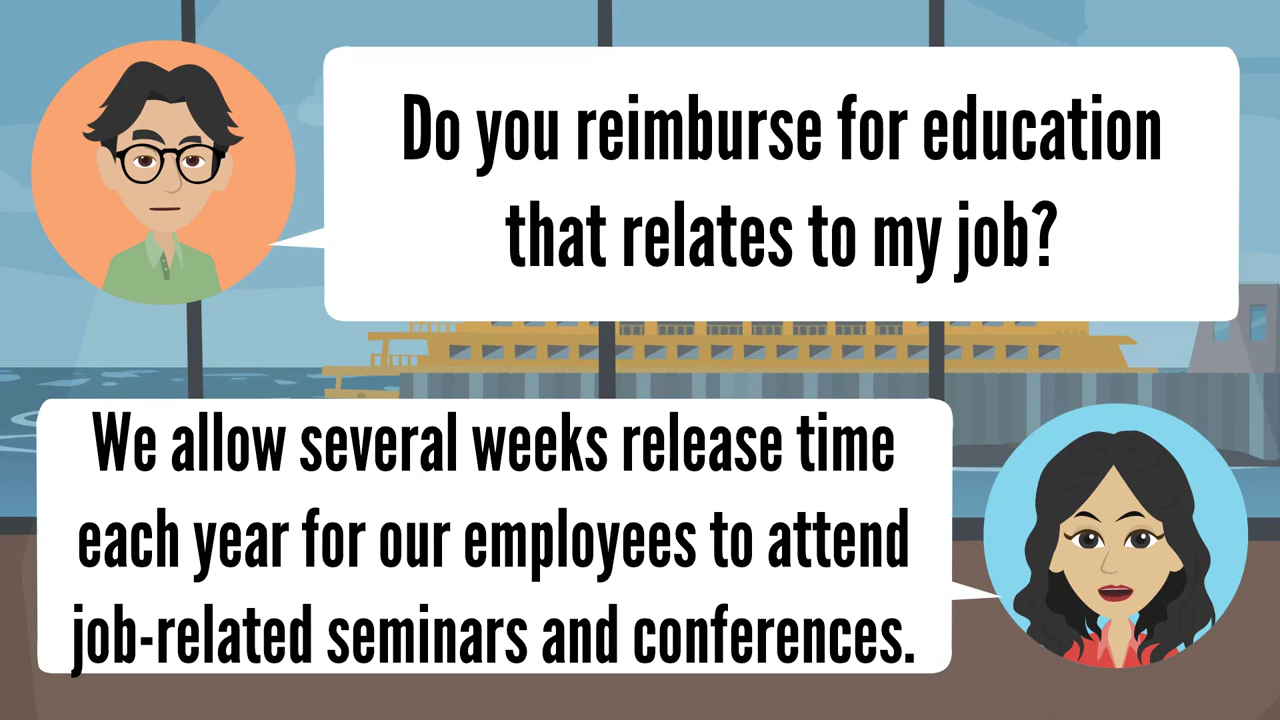 Do you reimburse for education
that relates to my job?
We allow several weeks release time
each year for our employees to attend
job-related seminars and conferences.